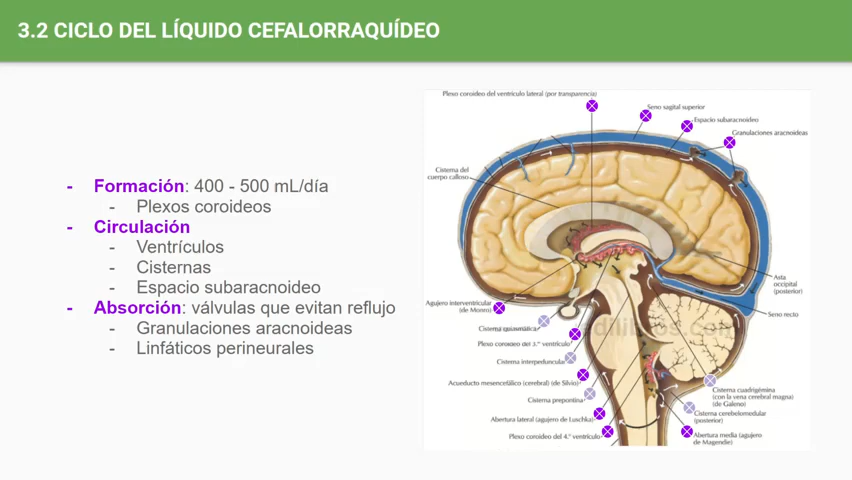 3.2 CICLO DEL LÍQUIDO CEFALORRAQUÍDEO
- Formación: 400 - 500 mL/día
- Plexos coroideos
- Circulación
- Ventrículos
- Cisternas
- Espacio subaracnoideo
- Absorción: válvulas que evitan reflujo
- Granulaciones aracnoideas
- Linfáticos perineurales
Plexo coroideo del ventrículo lateral (por transparencia)
Seno sagital superior
Espacio subaracnoideo
Granulaciones aracnoideas
Cisterna del
cuerpo calloso
Asta
occipital
(posterior)
Seno recto
Agujero interventricular
(de Monro)
Cisterna quiasmática
Plexo coroideo del 3.er ventrículo
Cisterna interpeduncular
Acueducto mesencefálico (cerebral) (de Silvio)
Cisterna prepontina
Abertura lateral (agujero de Luschka)
Plexo coroideo del 4.º ventrículo
Cisterna cuadrigémina
(con la vena cerebral magna)
(de Galeno)
Cisterna cerebelomedular
(posterior)
Abertura media (agujero
de Magendie)